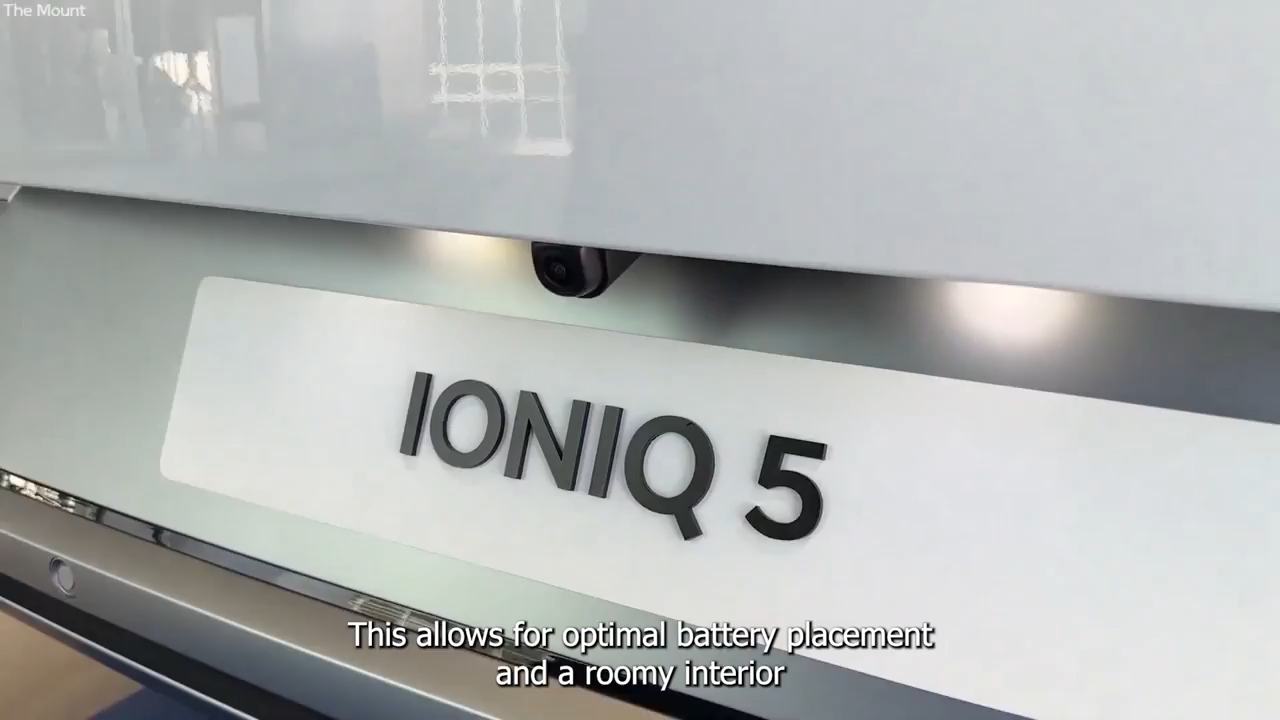 The Mount
IONIQ 5
This allows for optimal battery placement
and a roomy interior